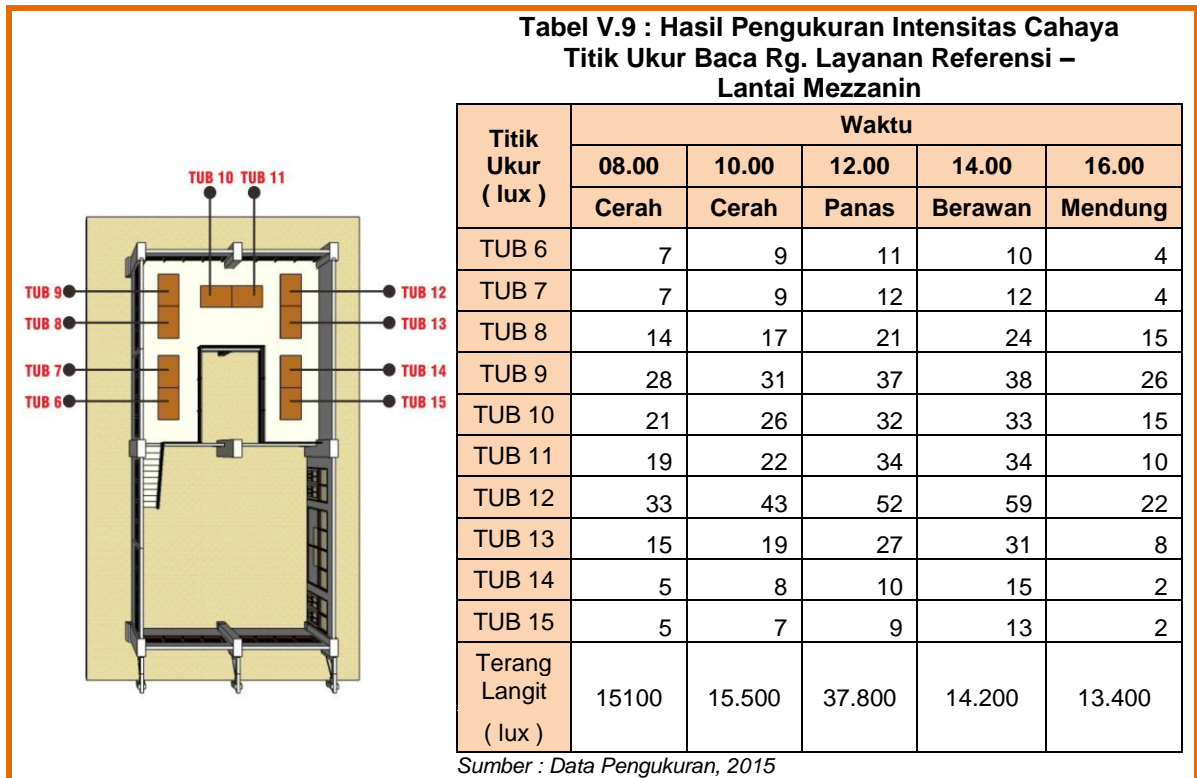 Tabel V.9 : Hasil Pengukuran Intensitas Cahaya
Titik Ukur Baca Rg. Layanan Referensi –
Lantai Mezzanin
TUB 10 TUB 11
TUB 9 TUB 12
TUB 8 TUB 13
TUB 7 TUB 14
TUB 6 TUB 15
Titik Ukur ( lux ) Waktu
08.00 10.00 12.00 14.00 16.00
Cerah Cerah Panas Berawan Mendung
TUB 6 7 9 11 10 4
TUB 7 7 9 12 12 4
TUB 8 14 17 21 24 15
TUB 9 28 31 37 38 26
TUB 10 21 26 32 33 15
TUB 11 19 22 34 34 10
TUB 12 33 43 52 59 22
TUB 13 15 19 27 31 8
TUB 14 5 8 10 15 2
TUB 15 5 7 9 13 2
Terang Langit ( lux ) 15100 15.500 37.800 14.200 13.400
Sumber : Data Pengukuran, 2015